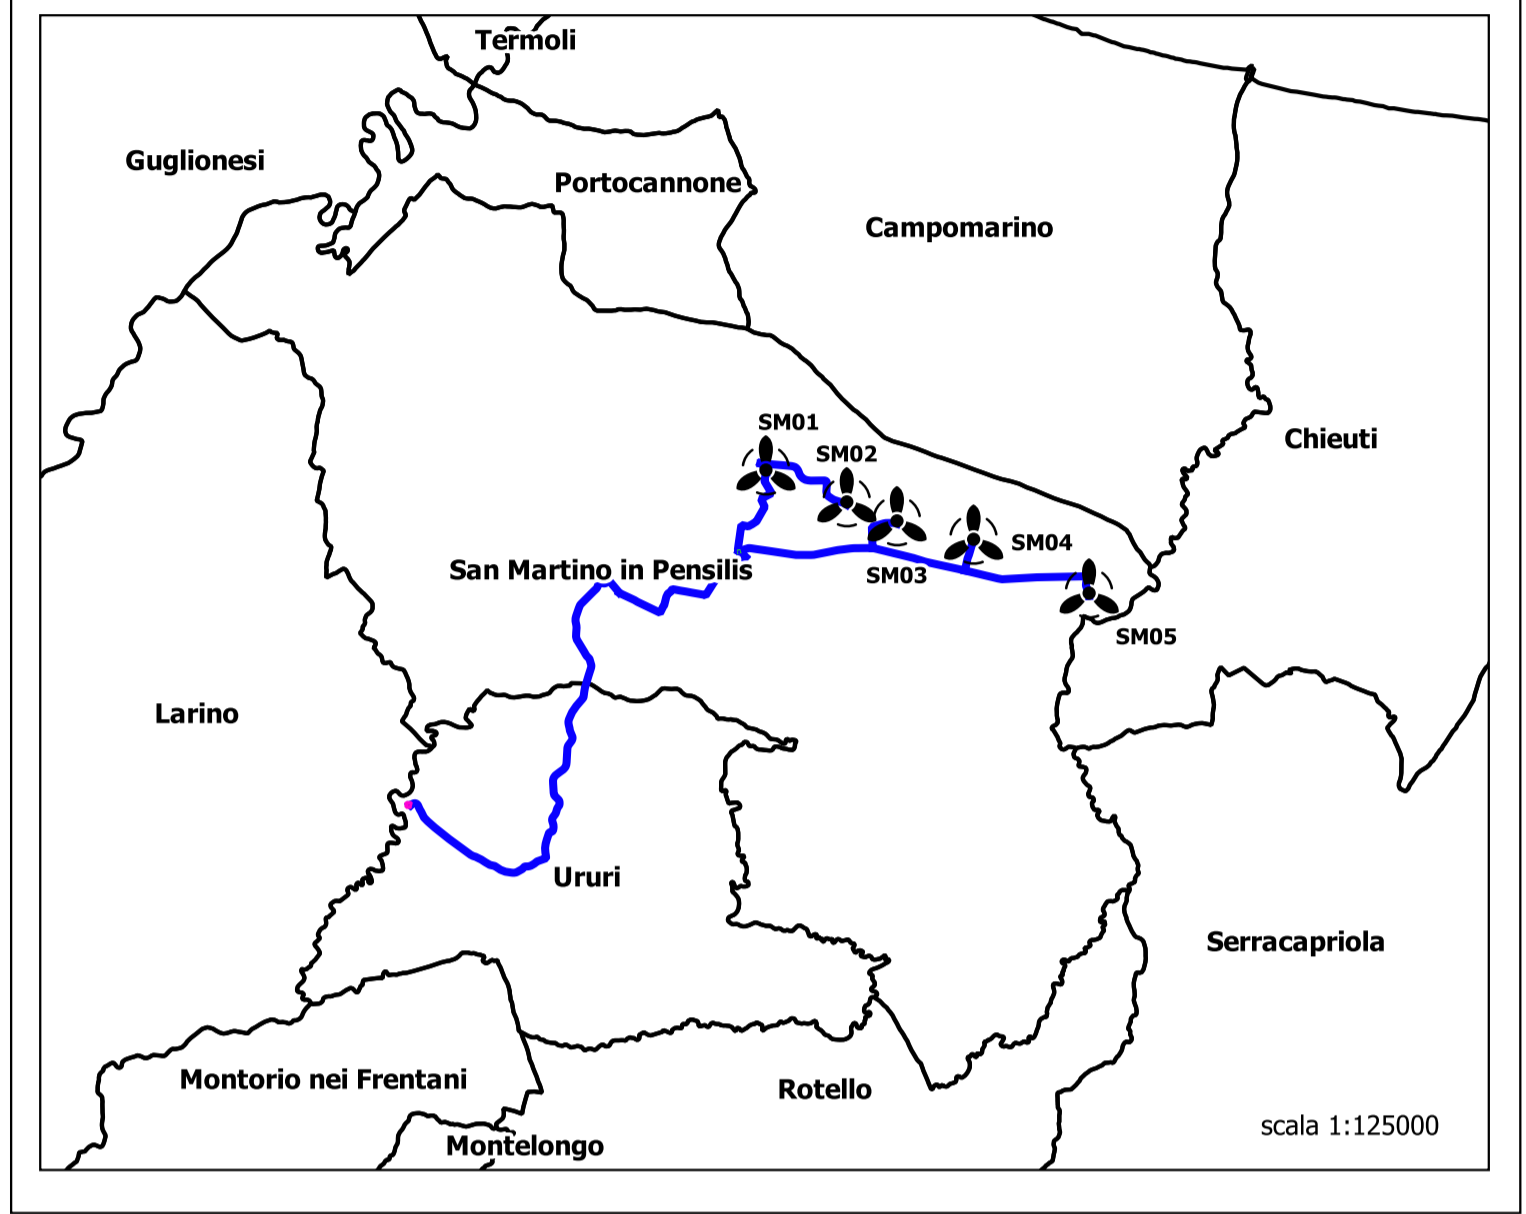 Termoli
Guglionesi
Portocannone
Campomarino
SM01
Chieuti
SM02
SM04
San Martino in Pensilis
SM03
SM05
Larino
Ururi
Serracapriola
Montorio nei Frentani
Rotello
scala 1:125000
Montelongo